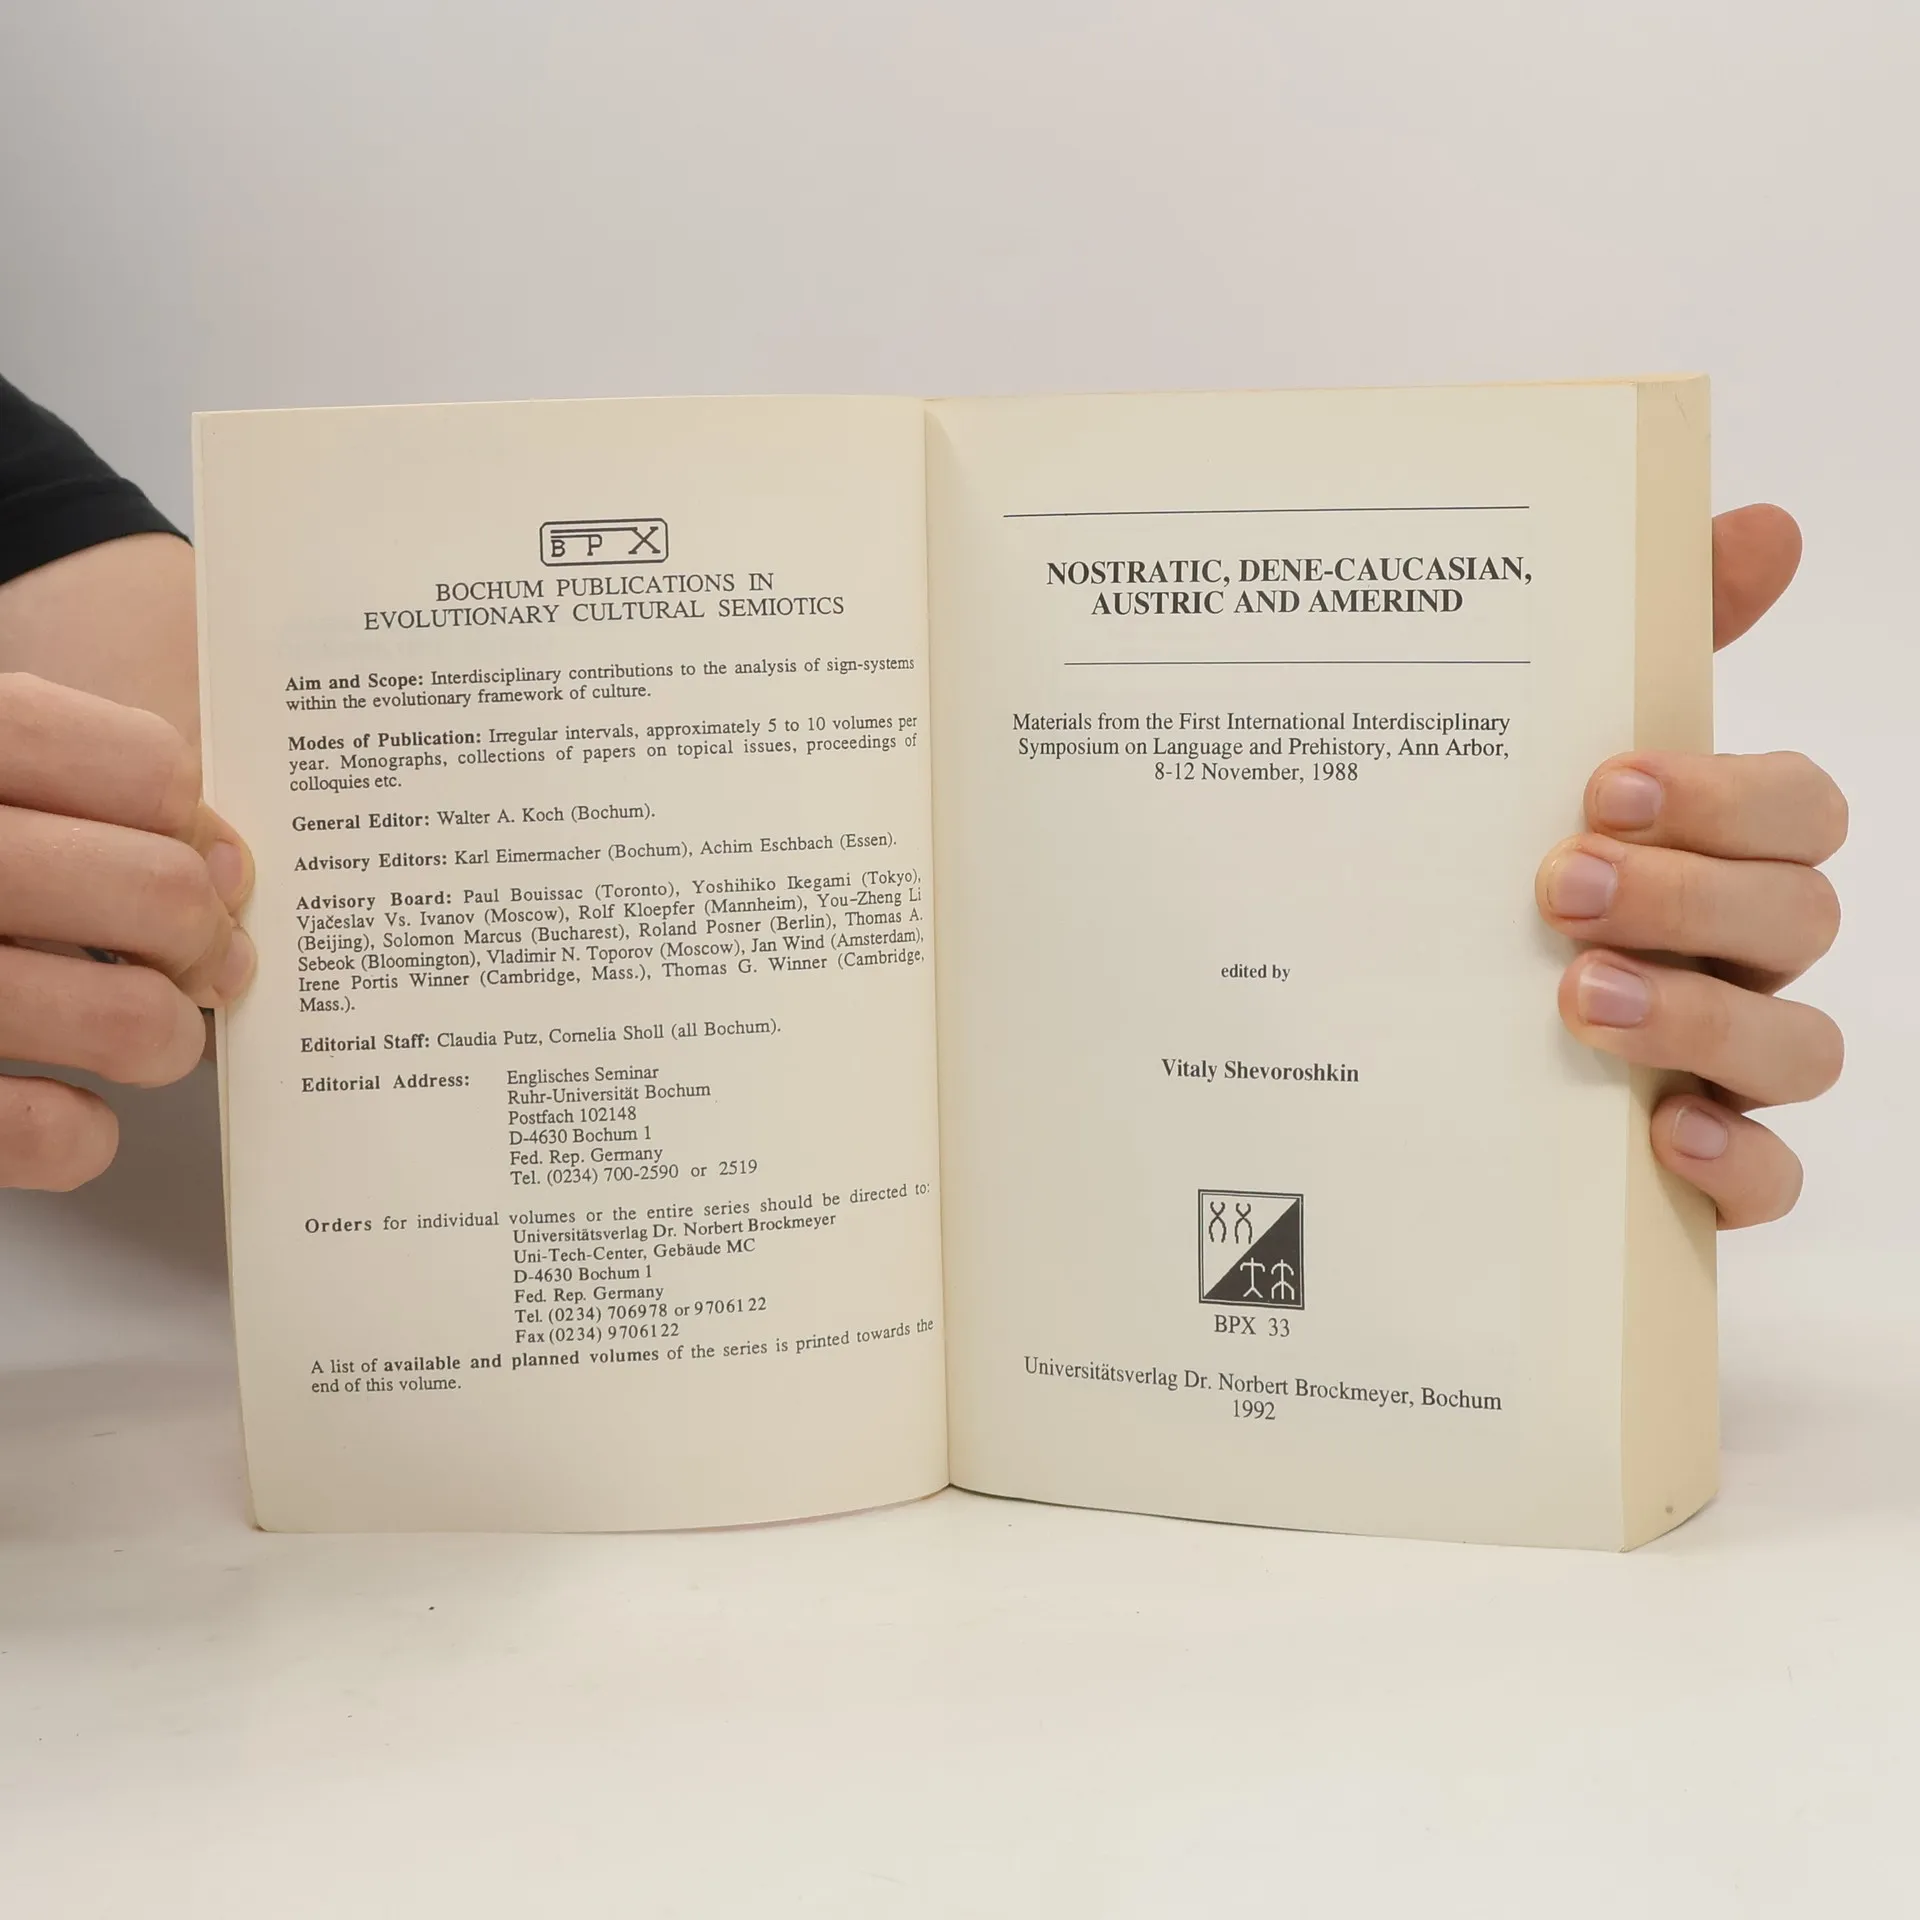 B P X
BOCHUM PUBLICATIONS IN
EVOLUTIONARY CULTURAL SEMIOTICS
Aim and Scope: Interdisciplinary contributions to the analysis of sign-systems
within the evolutionary framework of culture.
Modes of Publication: Irregular intervals, approximately 5 to 10 volumes per
year. Monographs, collections of papers on topical issues, proceedings of
colloquies etc.
General Editor: Walter A. Koch (Bochum).
Advisory Editors: Karl Eimermacher (Bochum), Achim Eschbach (Essen).
Advisory Board: Paul Bouissac (Toronto), Yoshihiko Ikegami (Tokyo),
Vjačeslav Vs. Ivanov (Moscow), Rolf Kloepfer (Mannheim), You-Zheng Li
(Beijing), Solomon Marcus (Bucharest), Roland Posner (Berlin), Thomas A.
Sebeok (Bloomington), Vladimir N. Toporov (Moscow), Jan Wind (Amsterdam),
Irene Portis Winner (Cambridge, Mass.), Thomas G. Winner (Cambridge,
Mass.).
Editorial Staff: Claudia Putz, Cornelia Sholl (all Bochum).
Editorial Address: Englisches Seminar
Ruhr-Universität Bochum
Postfach 102148
D-4630 Bochum 1
Fed. Rep. Germany
Tel. (0234) 700-2590 or 2519
Orders for individual volumes or the entire series should be directed to:
Universitätsverlag Dr. Norbert Brockmeyer
Uni-Tech-Center, Gebäude MC
D-4630 Bochum 1
Fed. Rep. Germany
Tel. (0234) 706978 or 9706122
Fax (0234) 9706122
A list of available and planned volumes of the series is printed towards the
end of this volume.
NOSTRATIC, DENE-CAUCASIAN,
AUSTRIC AND AMERIND
Materials from the First International Interdisciplinary
Symposium on Language and Prehistory, Ann Arbor,
8-12 November, 1988
edited by
Vitaly Shevoroshkin
BPX 33
Universitätsverlag Dr. Norbert Brockmeyer, Bochum
1992